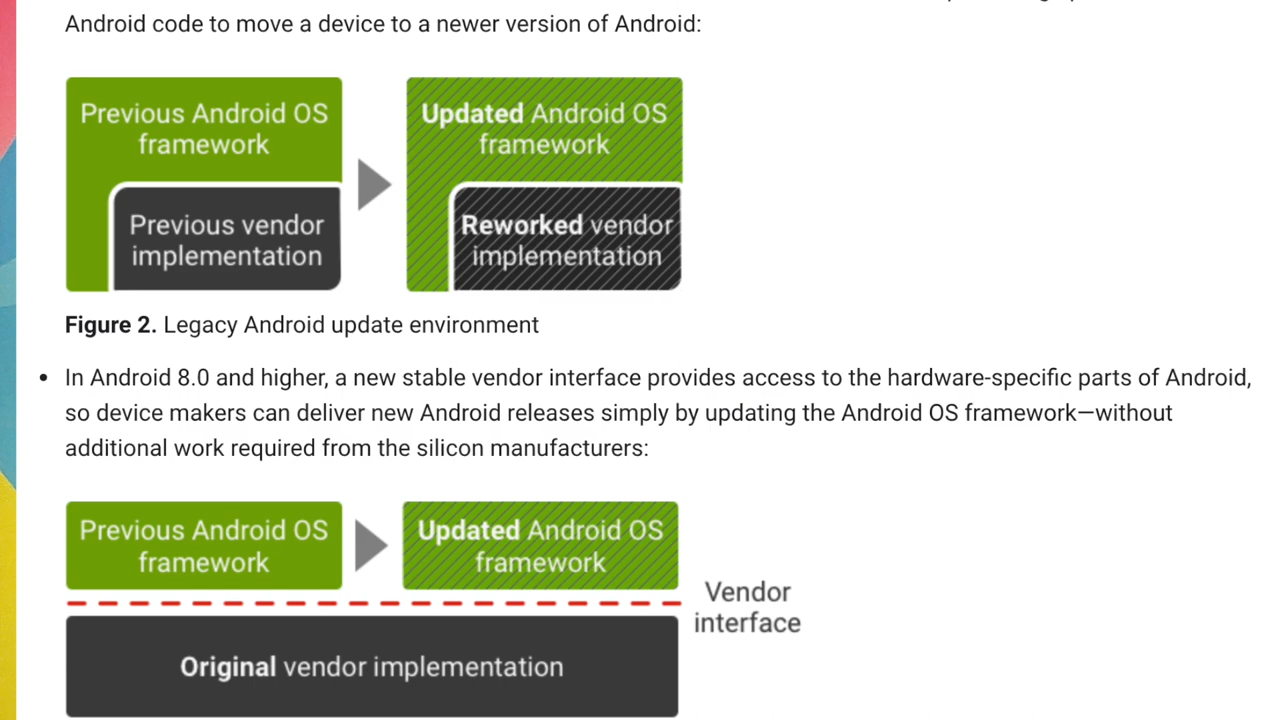 Android code to move a device to a newer version of Android:
Previous Android OS
framework
Previous vendor
implementation
Updated Android OS
framework
Reworked vendor
implementation
Figure 2. Legacy Android update environment
• In Android 8.0 and higher, a new stable vendor interface provides access to the hardware-specific parts of Android,
so device makers can deliver new Android releases simply by updating the Android OS framework—without
additional work required from the silicon manufacturers:
Previous Android OS
framework
Updated Android OS
framework
Vendor
interface
Original vendor implementation